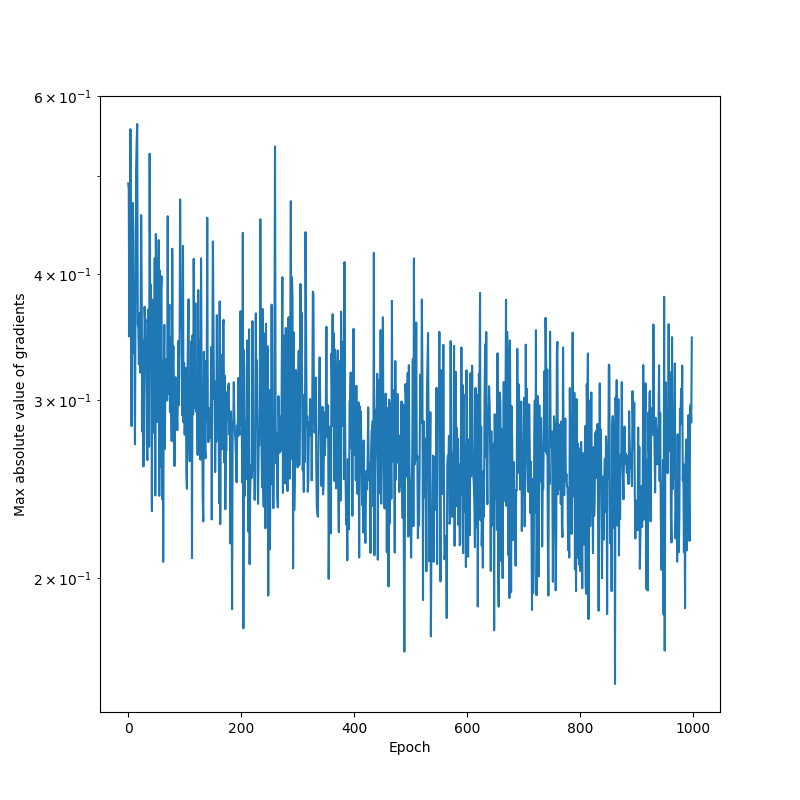 Max absolute value of gradients
6 × 10⁻¹
4 × 10⁻¹
3 × 10⁻¹
2 × 10⁻¹
0 200 400 600 800 1000
Epoch